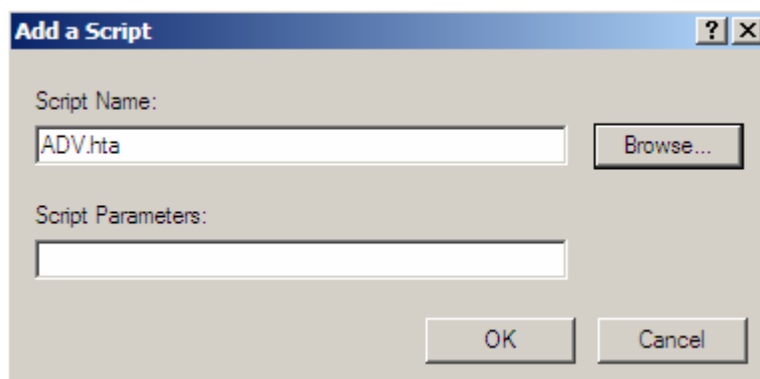 Add a Script
Script Name:
ADV.hta
Browse...
Script Parameters:
OK
Cancel